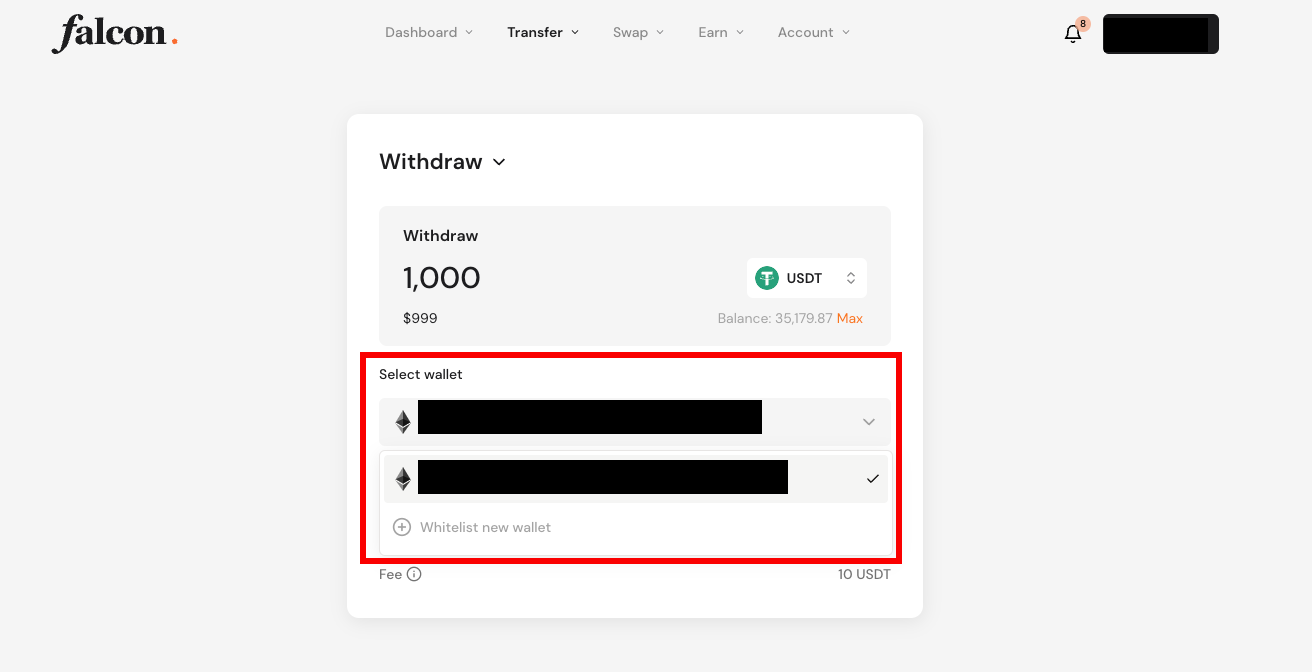 falcon.
Dashboard Transfer Swap Earn Account 8
Withdraw
Withdraw
1,000 USDT
$999 Balance: 35,179.87 Max
Select wallet
Whitelist new wallet
Fee 10 USDT